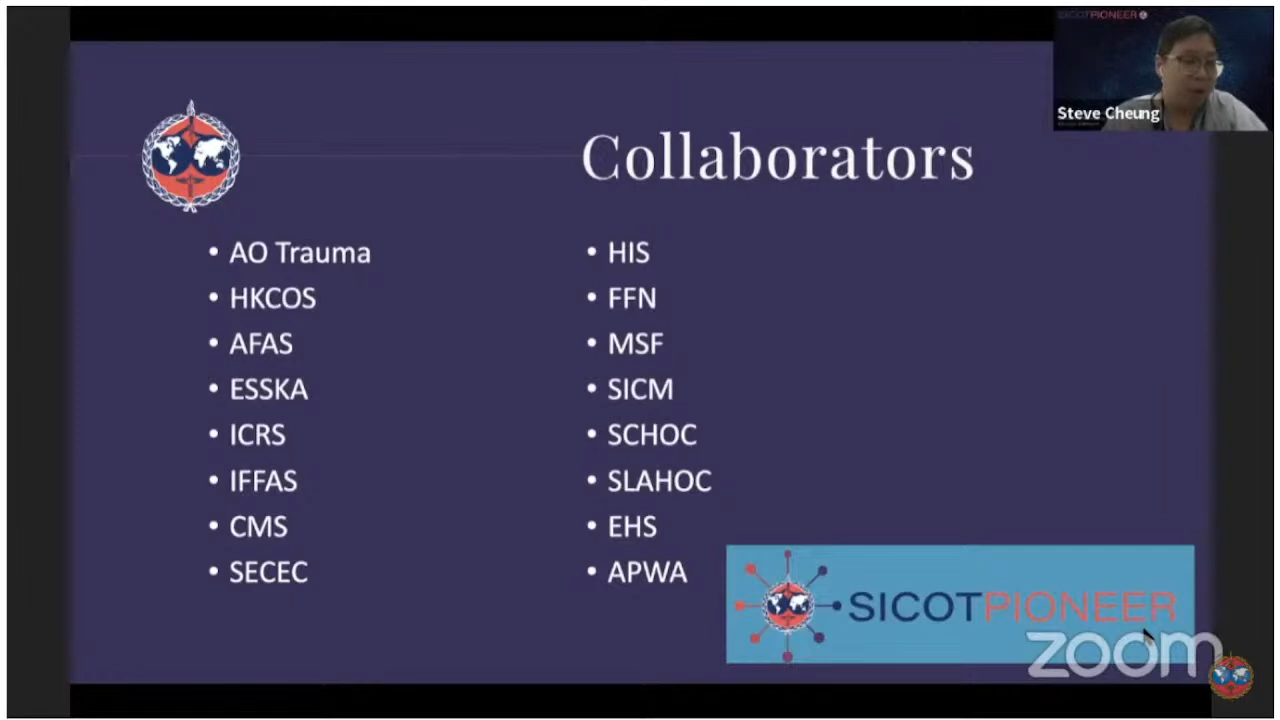 SICOTPIONEER
Steve Cheung
Collaborators
• AO Trauma
• HKCOS
• AFAS
• ESSKA
• ICRS
• IFFAS
• CMS
• SECEC
• HIS
• FFN
• MSF
• SICM
• SCHOC
• SLAHOC
• EHS
• APWA
SICOTPIONEER
zoom